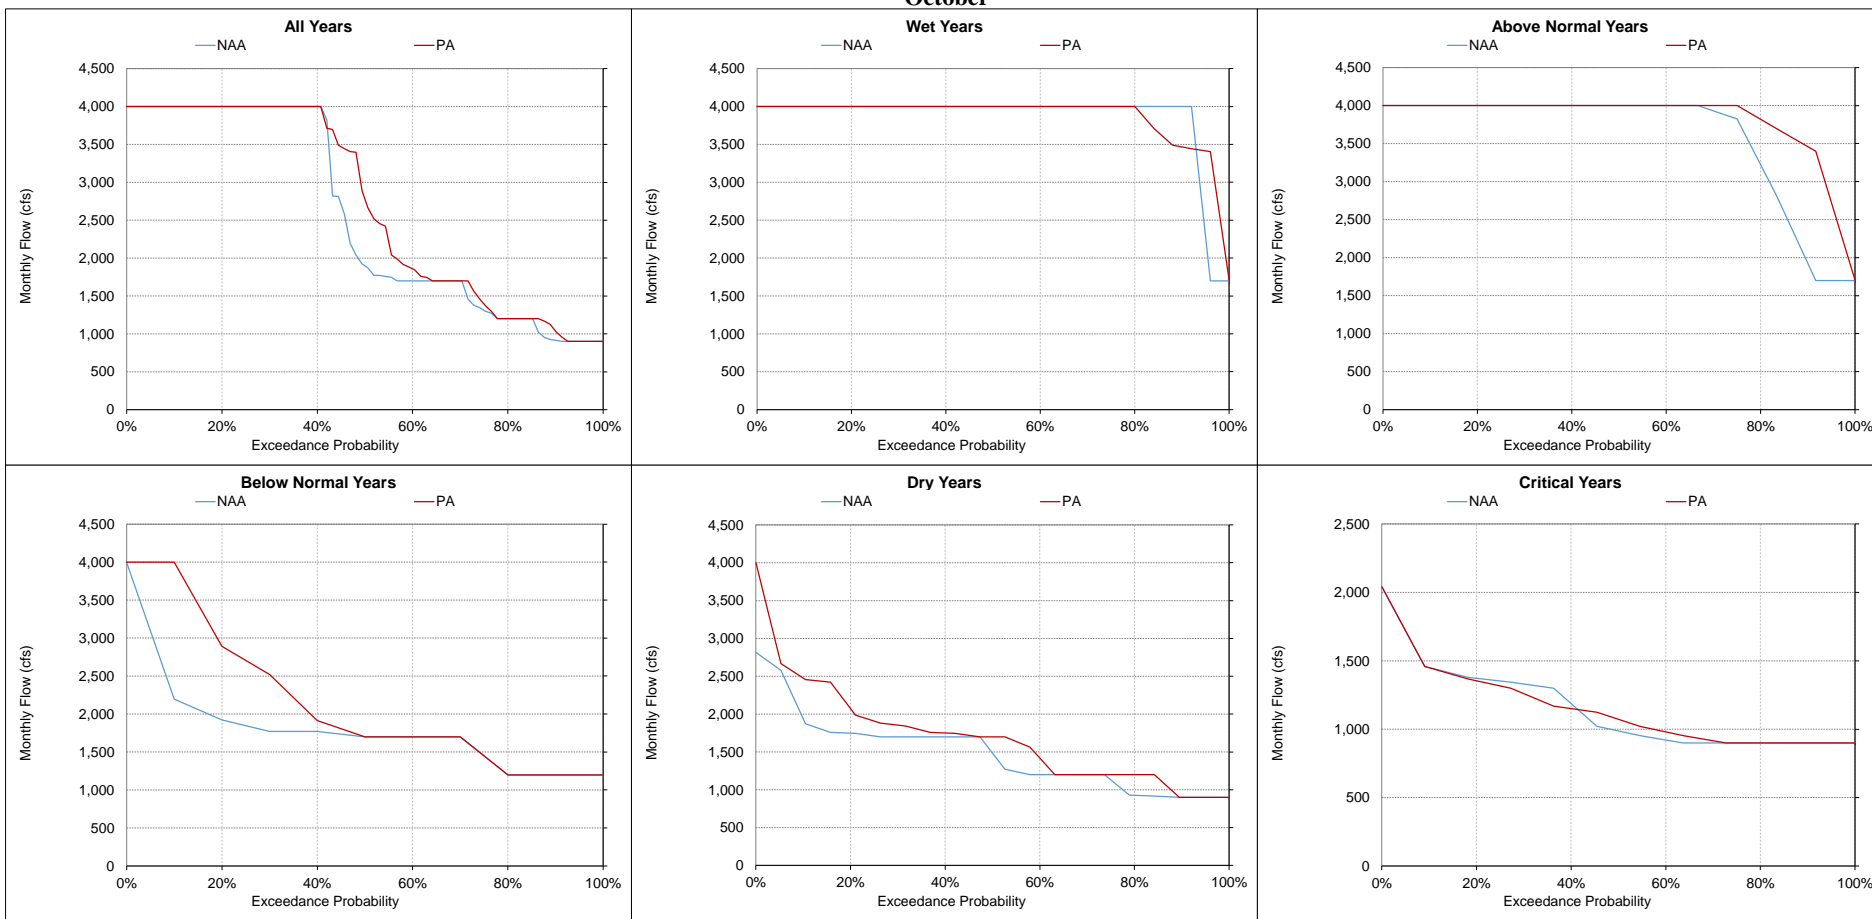 October
All Years
NAA PA
4,500
4,000
3,500
3,000
2,500
2,000
1,500
1,000
500
0
Monthly Flow (cfs)
0% 20% 40% 60% 80% 100%
Exceedance Probability
Wet Years
NAA PA
4,500
4,000
3,500
3,000
2,500
2,000
1,500
1,000
500
0
Monthly Flow (cfs)
0% 20% 40% 60% 80% 100%
Exceedance Probability
Above Normal Years
NAA PA
4,500
4,000
3,500
3,000
2,500
2,000
1,500
1,000
500
0
Monthly Flow (cfs)
0% 20% 40% 60% 80% 100%
Exceedance Probability
Below Normal Years
NAA PA
4,500
4,000
3,500
3,000
2,500
2,000
1,500
1,000
500
0
Monthly Flow (cfs)
0% 20% 40% 60% 80% 100%
Exceedance Probability
Dry Years
NAA PA
4,500
4,000
3,500
3,000
2,500
2,000
1,500
1,000
500
0
Monthly Flow (cfs)
0% 20% 40% 60% 80% 100%
Exceedance Probability
Critical Years
NAA PA
2,500
2,000
1,500
1,000
500
0
Monthly Flow (cfs)
0% 20% 40% 60% 80% 100%
Exceedance Probability